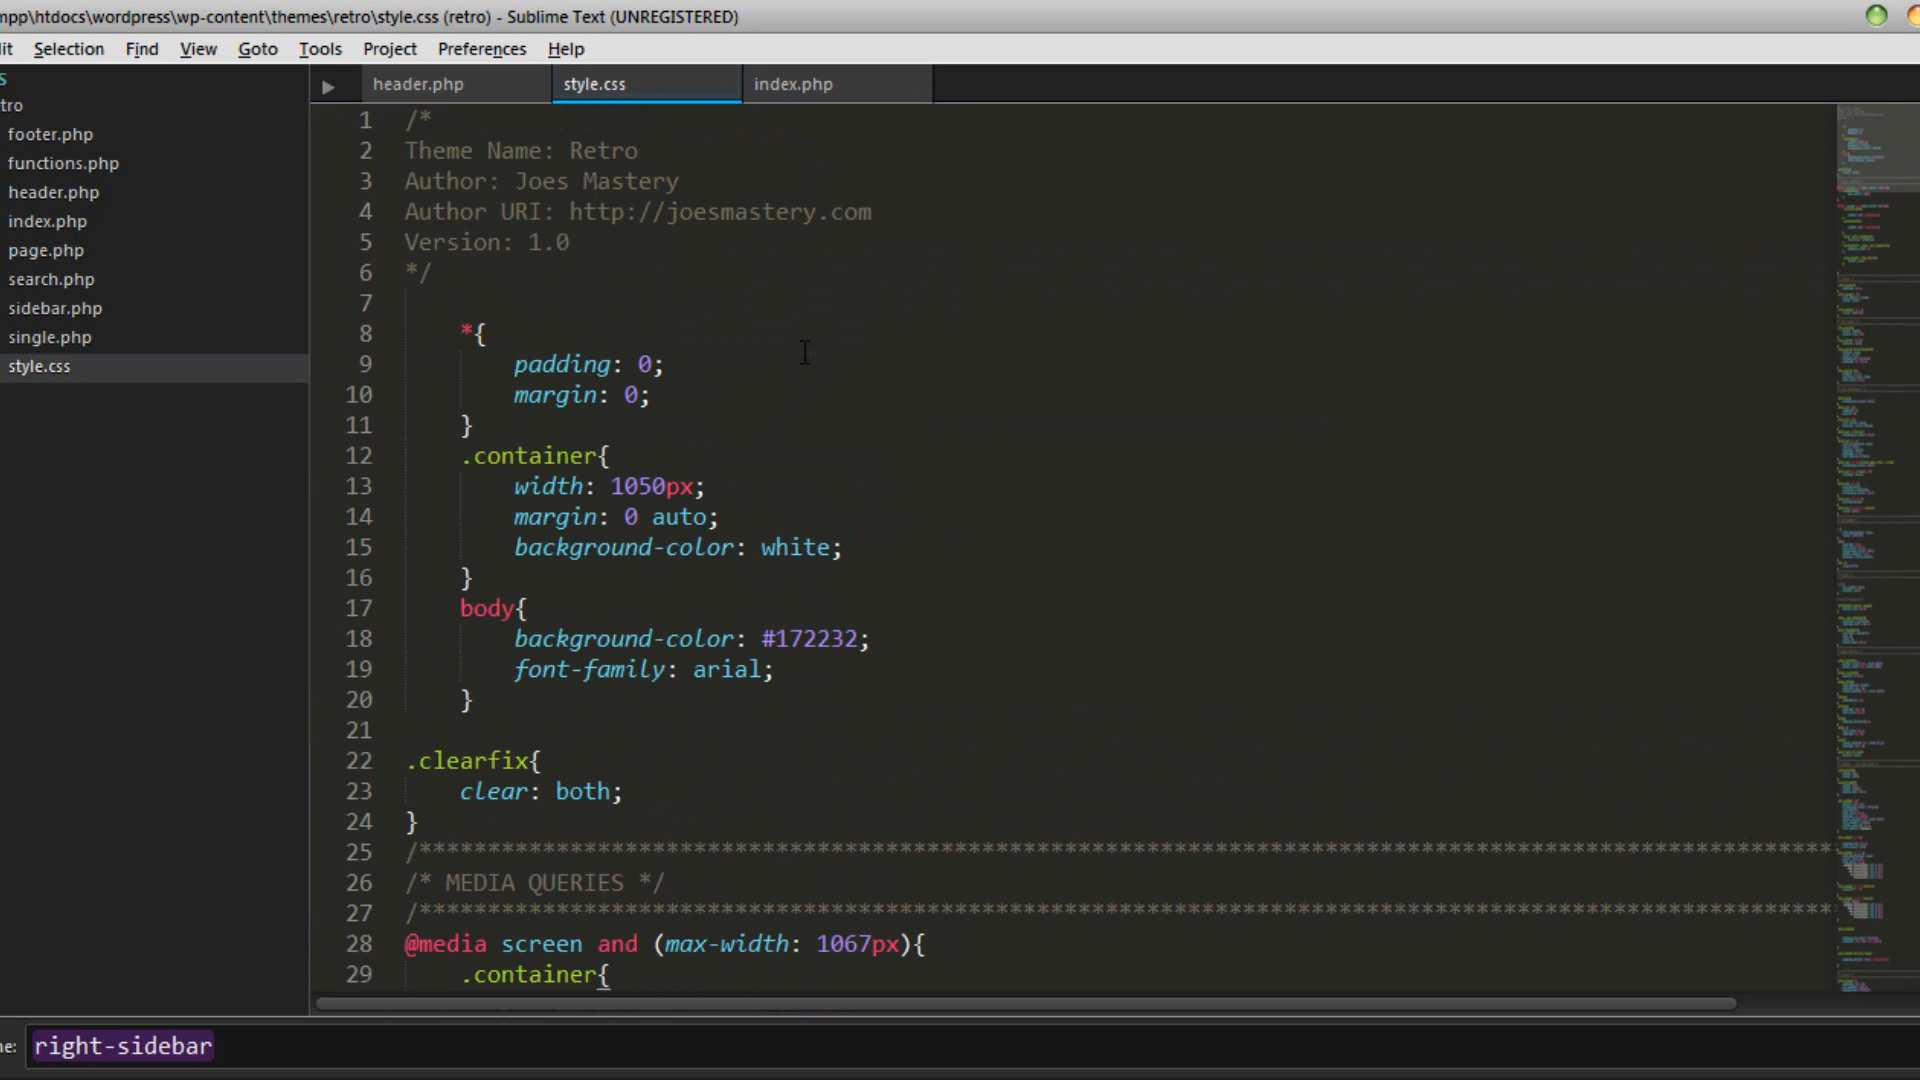 mpp\htdocs\wordpress\wp-content\themes\retro\style.css (retro) - Sublime Text (UNREGISTERED)
it Selection Find View Goto Tools Project Preferences Help
S
tro
footer.php
functions.php
header.php
index.php
page.php
search.php
sidebar.php
single.php
style.css
header.php style.css index.php
1 /*
2 Theme Name: Retro
3 Author: Joes Mastery
4 Author URI: http://joesmastery.com
5 Version: 1.0
6 */
7
8 *{
9 padding: 0;
10 margin: 0;
11 }
12 .container{
13 width: 1050px;
14 margin: 0 auto;
15 background-color: white;
16 }
17 body{
18 background-color: #172232;
19 font-family: arial;
20 }
21
22 .clearfix{
23 clear: both;
24 }
25 /********************************************************************************************************
26 /* MEDIA QUERIES */
27 /********************************************************************************************************
28 @media screen and (max-width: 1067px){
29 .container{
ne: right-sidebar